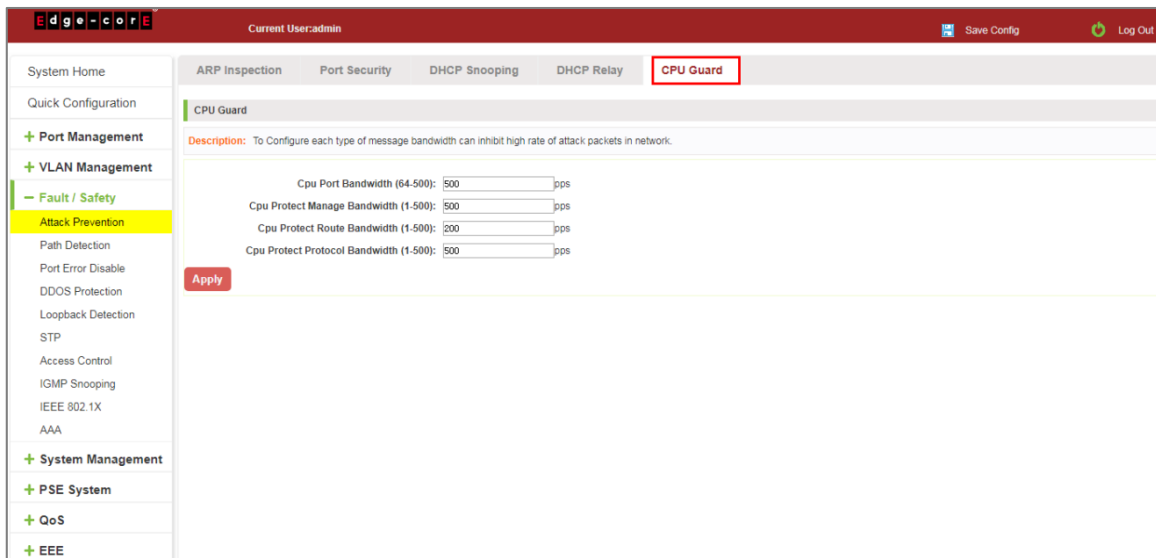 Edge-corE
Current User:admin
Save Config
Log Out
System Home
Quick Configuration
+ Port Management
+ VLAN Management
− Fault / Safety
Attack Prevention
Path Detection
Port Error Disable
DDOS Protection
Loopback Detection
STP
Access Control
IGMP Snooping
IEEE 802.1X
AAA
+ System Management
+ PSE System
+ QoS
+ EEE
ARP Inspection
Port Security
DHCP Snooping
DHCP Relay
CPU Guard
CPU Guard
Description: To Configure each type of message bandwidth can inhibit high rate of attack packets in network.
Cpu Port Bandwidth (64-500): 500 pps
Cpu Protect Manage Bandwidth (1-500): 500 pps
Cpu Protect Route Bandwidth (1-500): 200 pps
Cpu Protect Protocol Bandwidth (1-500): 500 pps
Apply